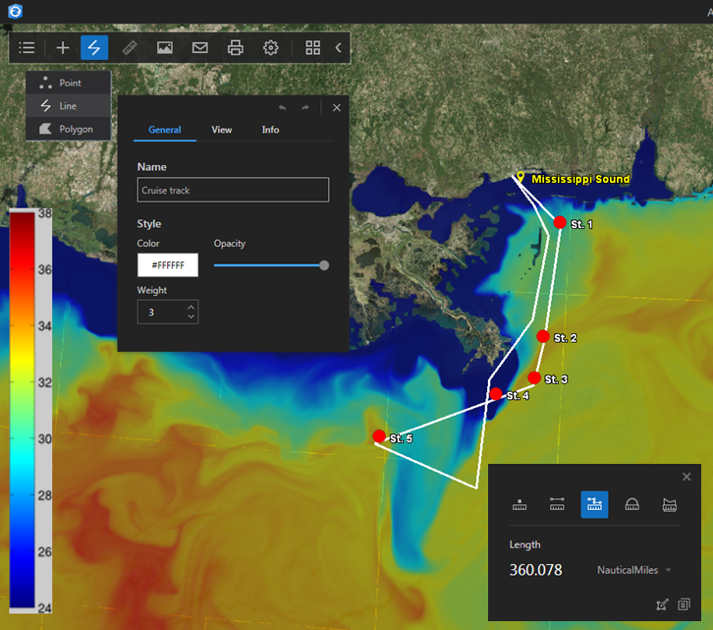 A
Point
Line
Polygon
General View Info
Name
Cruise track
Style
Color Opacity
#FFFFFF
Weight
3
Mississippi Sound
St. 1
St. 2
St. 3
St. 4
St. 5
38
36
34
32
30
28
26
24
Length
360.078 NauticalMiles